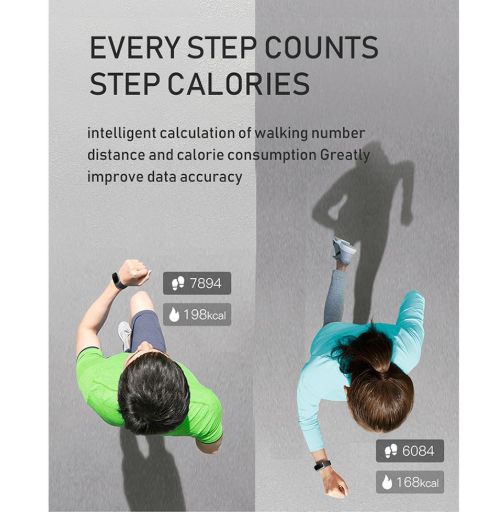 EVERY STEP COUNTS
STEP CALORIES
intelligent calculation of walking number
distance and calorie consumption Greatly
improve data accuracy
7894
198kcal
6084
168kcal